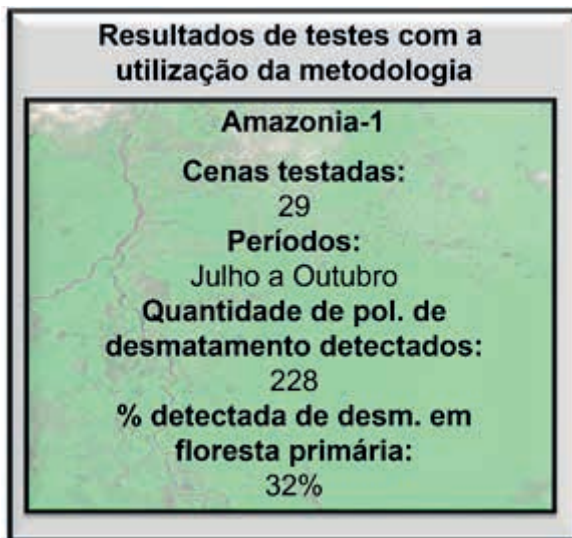 Resultados de testes com a
utilização da metodologia
Amazonia-1
Cenas testadas:
29
Períodos:
Julho a Outubro
Quantidade de pol. de
desmatamento detectados:
228
% detectada de desm. em
floresta primária:
32%